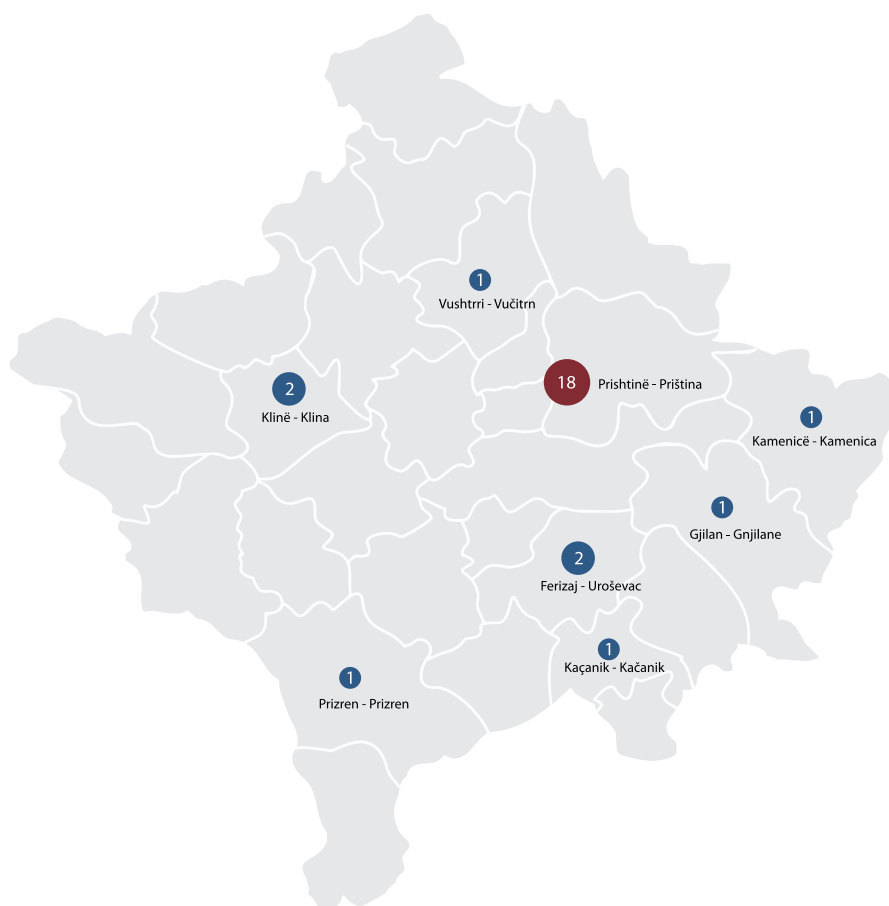 1
Vushtrri - Vučitrn
18
Prishtinë - Priština
2
Klinë - Klina
1
Kamenicë - Kamenica
1
Gjilan - Gnjilane
2
Ferizaj - Uroševac
1
Kaçanik - Kačanik
1
Prizren - Prizren